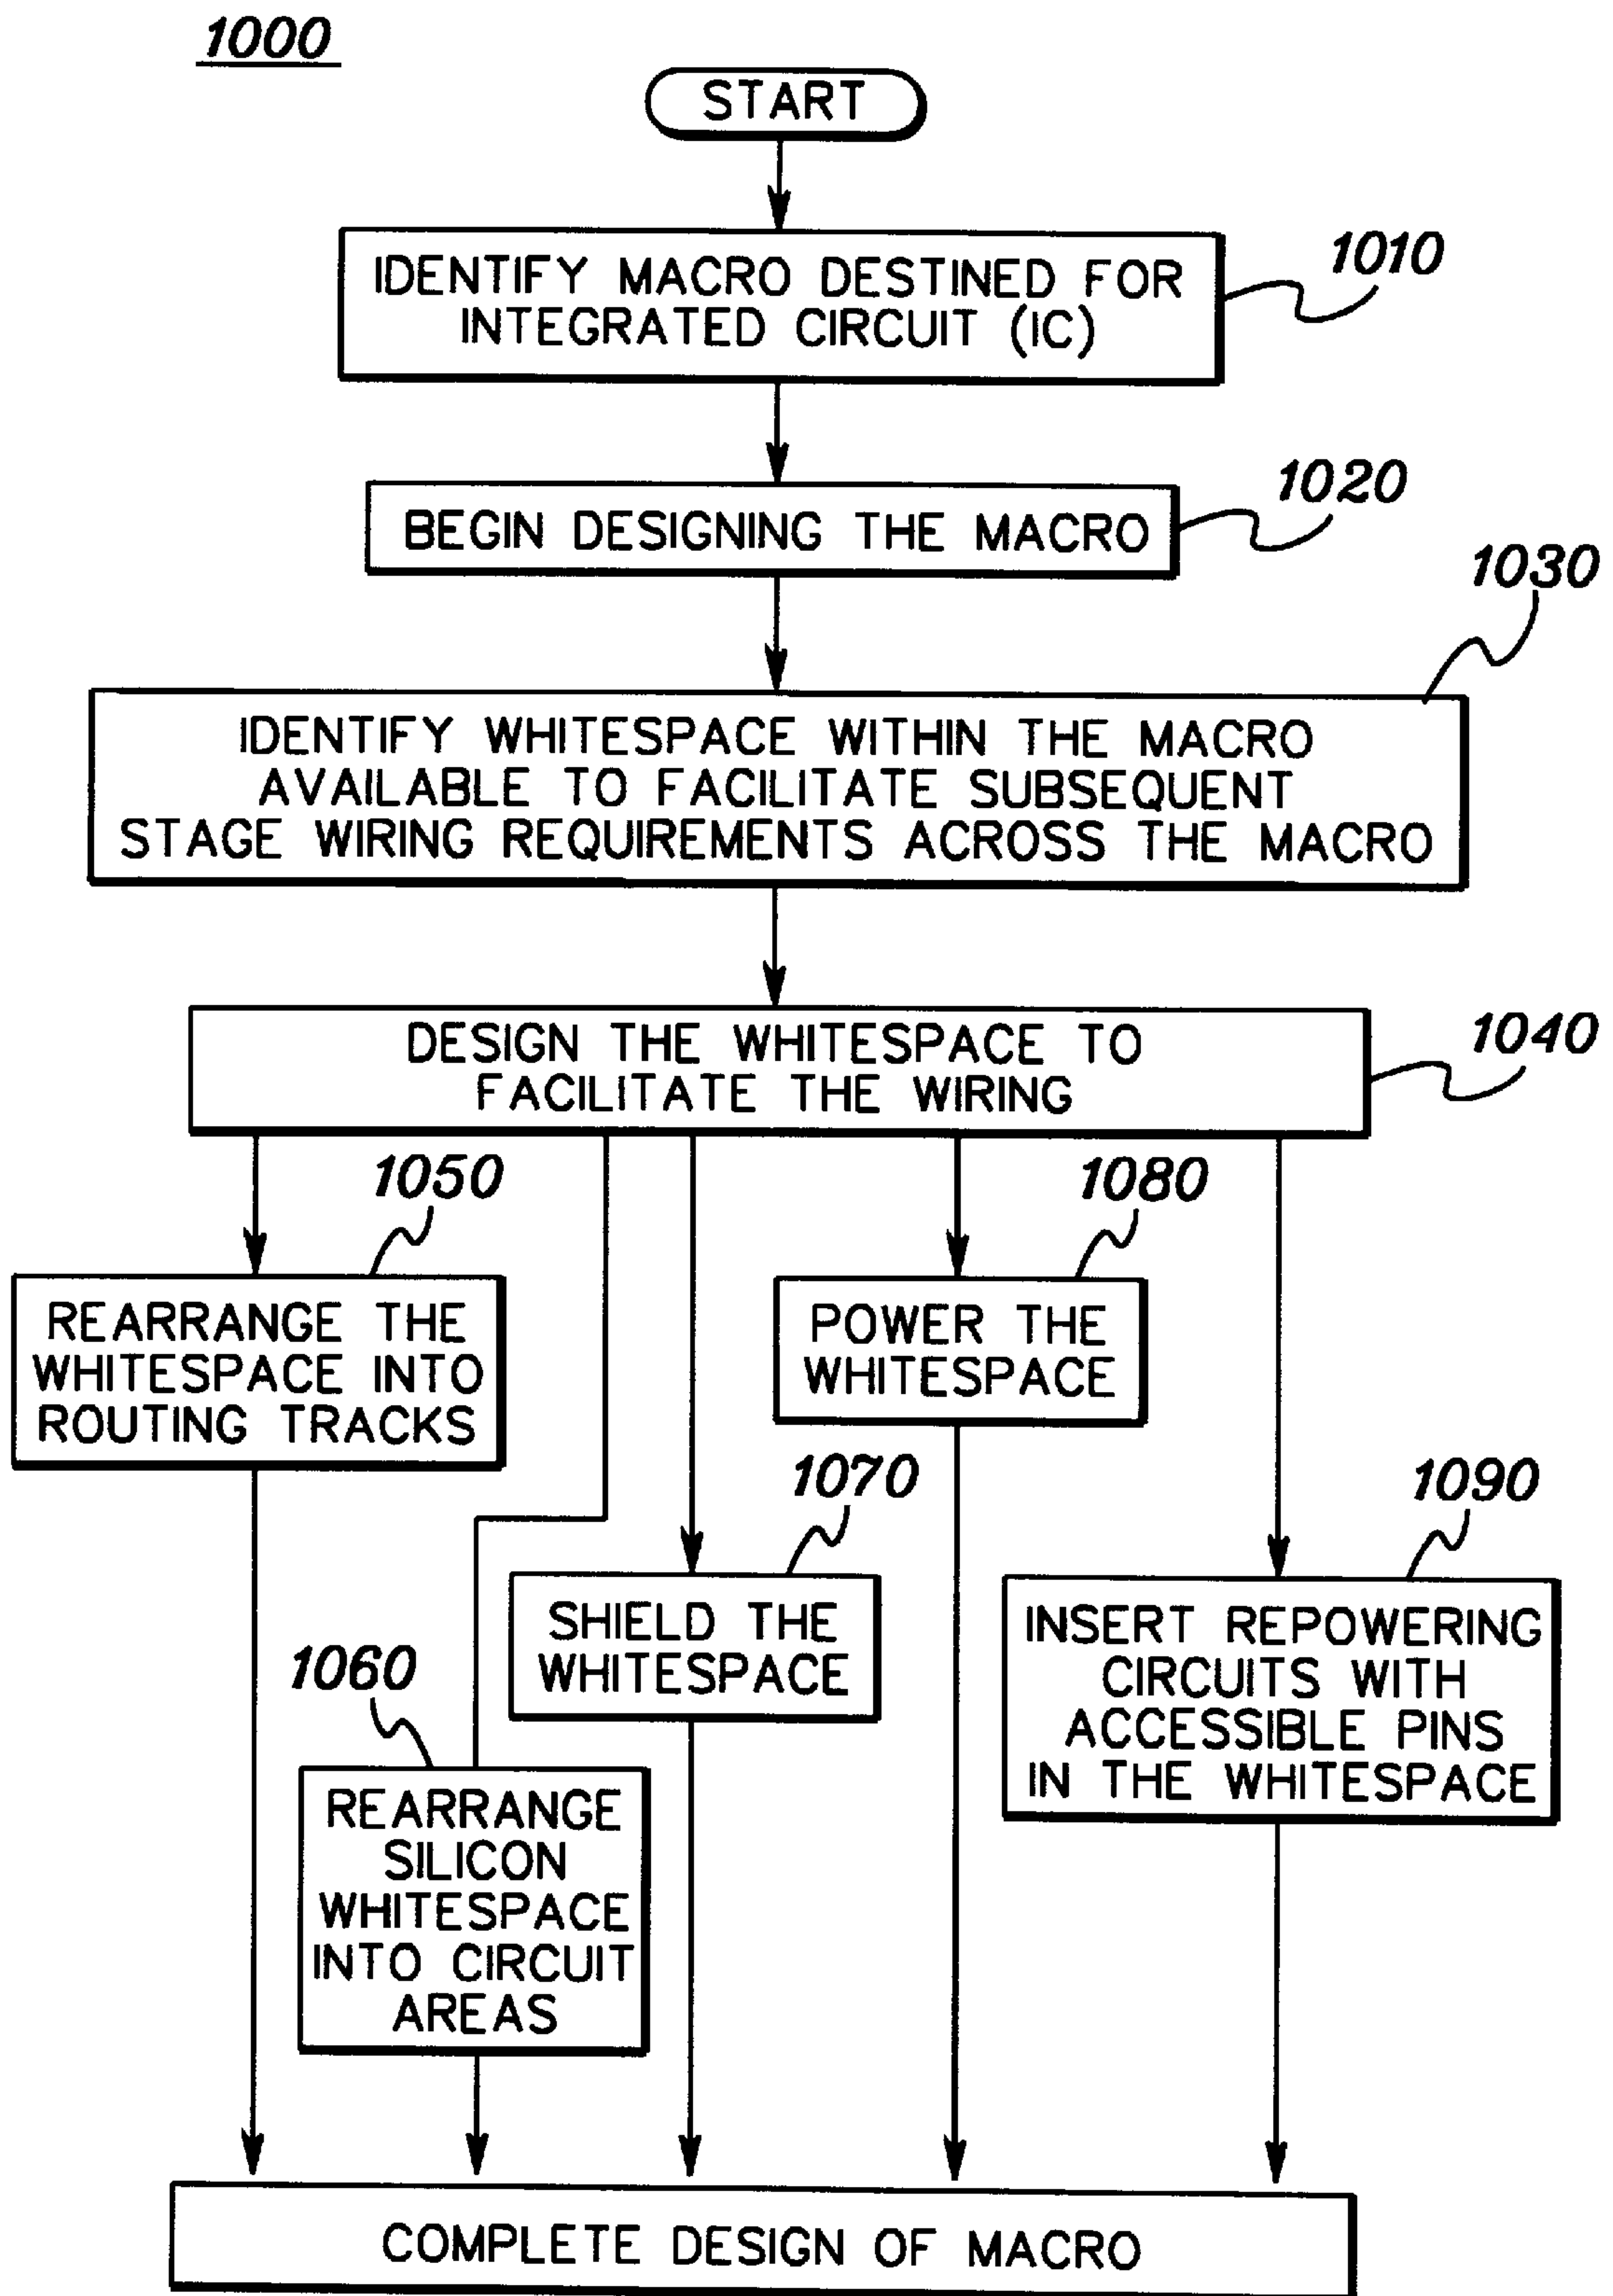 1000
START
IDENTIFY MACRO DESTINED FOR
INTEGRATED CIRCUIT (IC)
1010
BEGIN DESIGNING THE MACRO
1020
1030
IDENTIFY WHITESPACE WITHIN THE MACRO
AVAILABLE TO FACILITATE SUBSEQUENT
STAGE WIRING REQUIREMENTS ACROSS THE MACRO
DESIGN THE WHITESPACE TO
FACILITATE THE WIRING
1040
1050
REARRANGE THE
WHITESPACE INTO
ROUTING TRACKS
1080
POWER THE
WHITESPACE
1070
SHIELD THE
WHITESPACE
1090
INSERT REPOWERING
CIRCUITS WITH
ACCESSIBLE PINS
IN THE WHITESPACE
1060
REARRANGE
SILICON
WHITESPACE
INTO CIRCUIT
AREAS
COMPLETE DESIGN OF MACRO